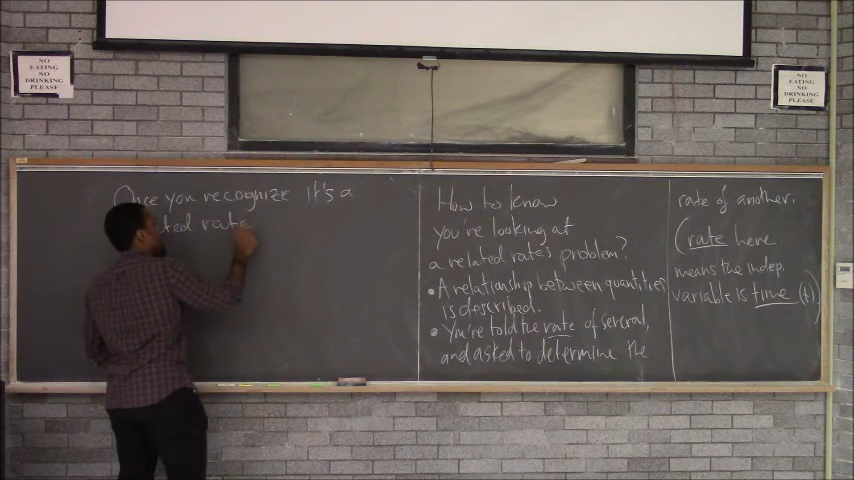 NO
EATING
NO
DRINKING
PLEASE
NO
EATING
NO
DRINKING
PLEASE
Once you recognize it's a
ted rate
How to know
you're looking at
a related rates problem?
• A relationship between quantities
is described.
• You're told the rate of several,
and asked to determine the
rate of another.
(rate here
means the indep.
variable is time (t))